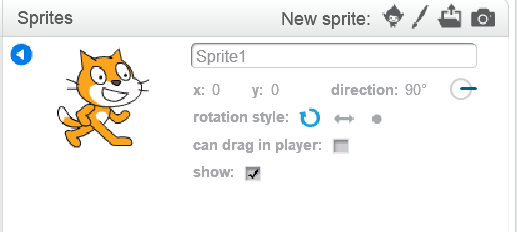 Sprites New sprite:
Sprite1
x: 0 y: 0 direction: 90°
rotation style:
can drag in player:
show: